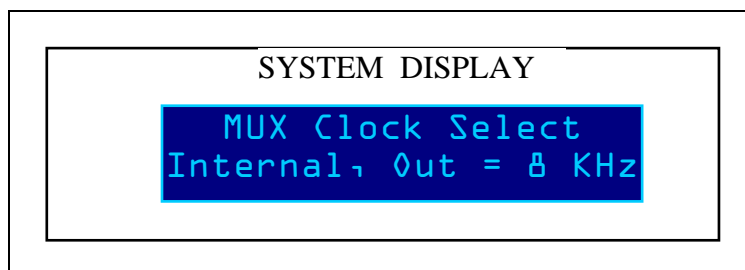 SYSTEM DISPLAY
MUX Clock Select
Internal, Out = 8 KHz